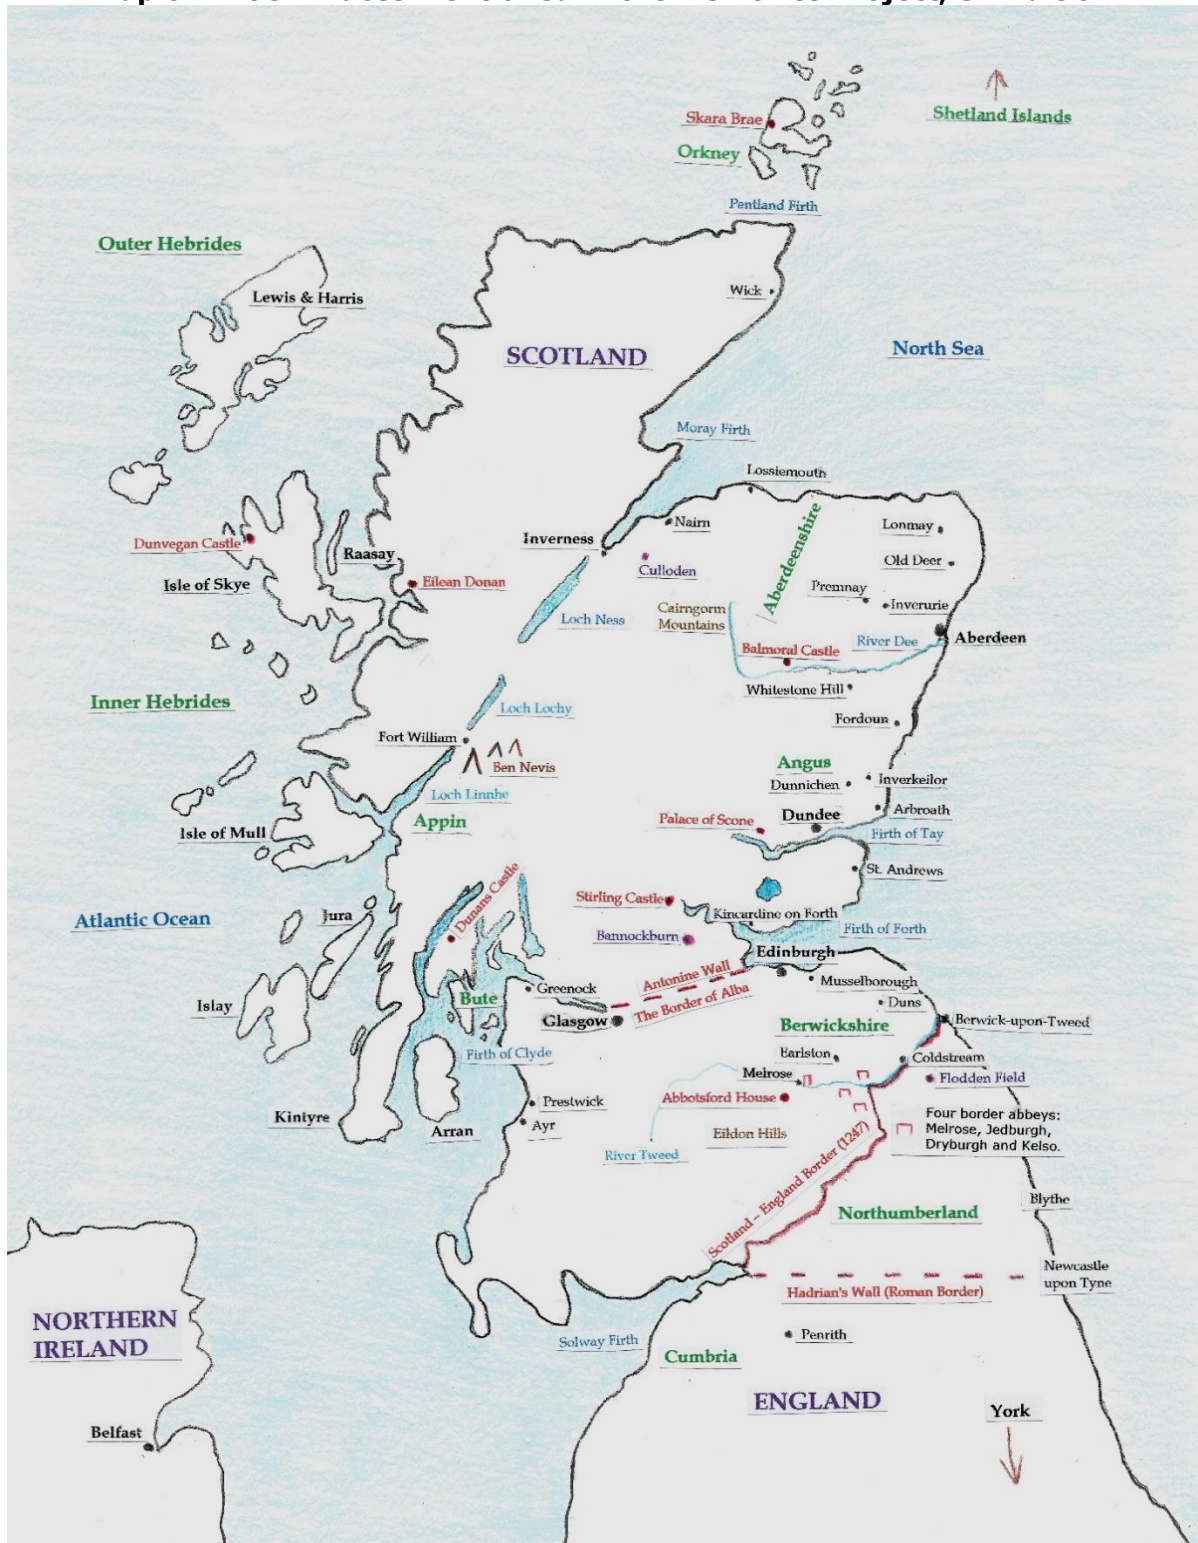 Skara Brae
Shetland Islands
Orkney
Pentland Firth
Outer Hebrides
Lewis & Harris
Wick
SCOTLAND
North Sea
Moray Firth
Lossiemouth
Nairn
Lonmay
Inverness
Dunvegan Castle
Raasay
Culloden
Aberdeenshire
Old Deer
Isle of Skye
Eilean Donan
Premnay
Inverurie
Loch Ness
Cairngorm
Mountains
River Dee
Aberdeen
Balmoral Castle
Whitestone Hill
Inner Hebrides
Loch Lochy
Fordoun
Fort William
Ben Nevis
Angus
Dunnichen
Inverkeilor
Loch Linnhe
Arbroath
Appin
Palace of Scone
Dundee
Isle of Mull
Firth of Tay
St. Andrews
Dunans Castle
Stirling Castle
Kincardine on Forth
Atlantic Ocean
Jura
Bannockburn
Firth of Forth
Edinburgh
Antonine Wall
Musselborough
The Border of Alba
Greenock
Bute
Islay
Duns
Glasgow
Berwickshire
Berwick-upon-Tweed
Firth of Clyde
Earlston
Coldstream
Melrose
Flodden Field
Abbotsford House
Prestwick
Kintyre
Arran
Ayr
Eildon Hills
River Tweed
Four border abbeys:
Melrose, Jedburgh,
Dryburgh and Kelso.
Scotland – England Border (1247)
Blythe
Northumberland
Newcastle
upon Tyne
Hadrian's Wall (Roman Border)
NORTHERN
IRELAND
Solway Firth
Penrith
Cumbria
ENGLAND
York
Belfast